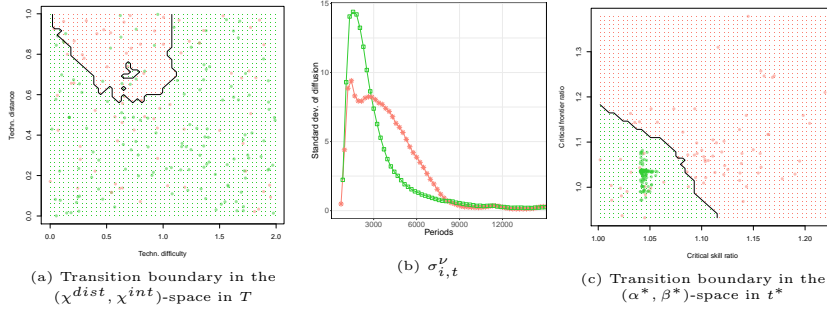 Techn. distance
0.0 0.2 0.4 0.6 0.8 1.0
0.0 0.5 1.0 1.5 2.0
Techn. difficulty
(a) Transition boundary in the
(χ^{dist}, χ^{int})-space in T
Standard dev. of diffusion
15
10
5
0
3000 6000 9000 12000
Periods
(b) σ^ν_{i,t}
Critical frontier ratio
1.0 1.1 1.2 1.3
1.00 1.05 1.10 1.15 1.20
Critical skill ratio
(c) Transition boundary in the
(α*, β*)-space in t*